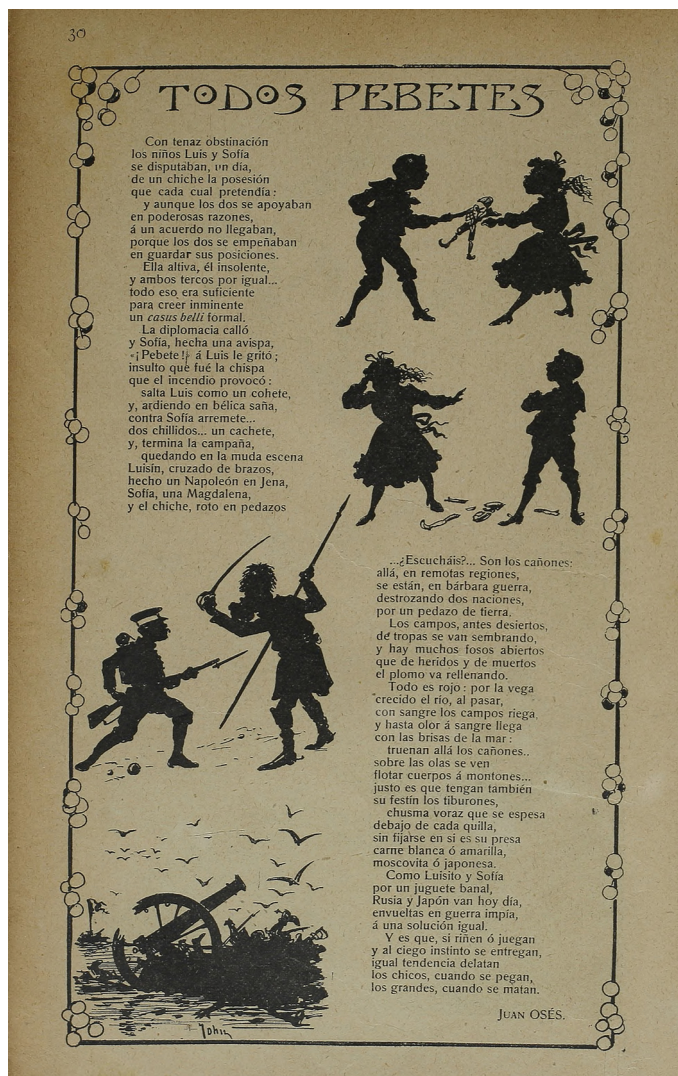 30
TODOS PEBETES
Con tenaz obstinación
los niños Luis y Sofía
se disputaban, un día,
de un chiche la posesión
que cada cual pretendía:
y aunque los dos se apoyaban
en poderosas razones,
á un acuerdo no llegaban,
porque los dos se empeñaban
en guardar sus posiciones.
Ella altiva, él insolente,
y ambos tercos por igual...
todo eso era suficiente
para creer inminente
un casus belli formal.
La diplomacia calló
y Sofía, hecha una avispa,
«¡Pebete!» á Luis le gritó;
insulto que fué la chispa
que el incendio provocó:
salta Luis como un cohete,
y, ardiendo en bélica saña,
contra Sofía arremete...
dos chillidos... un cachete,
y, termina la campaña,
quedando en la muda escena
Luisín, cruzado de brazos,
hecho un Napoleón en Jena,
Sofía, una Magdalena,
y el chiche, roto en pedazos
...¿Escucháis?... Son los cañones:
allá, en remotas regiones,
se están, en bárbara guerra,
destrozando dos naciones,
por un pedazo de tierra.
Los campos, antes desiertos,
de tropas se van sembrando,
y hay muchos fosos abiertos
que de heridos y de muertos
el plomo va rellenando.
Todo es rojo: por la vega
crecido el río, al pasar,
con sangre los campos riega,
y hasta olor á sangre llega
con las brisas de la mar:
truenan allá los cañones..
sobre las olas se ven
flotar cuerpos á montones...
justo es que tengan también
su festín los tiburones,
chusma voraz que se espesa
debajo de cada quilla,
sin fijarse en si es su presa
carne blanca ó amarilla,
moscovita ó japonesa.
Como Luisito y Sofía
por un juguete banal,
Rusia y Japón van hoy día,
envueltas en guerra impía,
á una solución igual.
Y es que, si riñen ó juegan
y al ciego instinto se entregan,
igual tendencia delatan
los chicos, cuando se pegan,
los grandes, cuando se matan.
JUAN OSÉS.